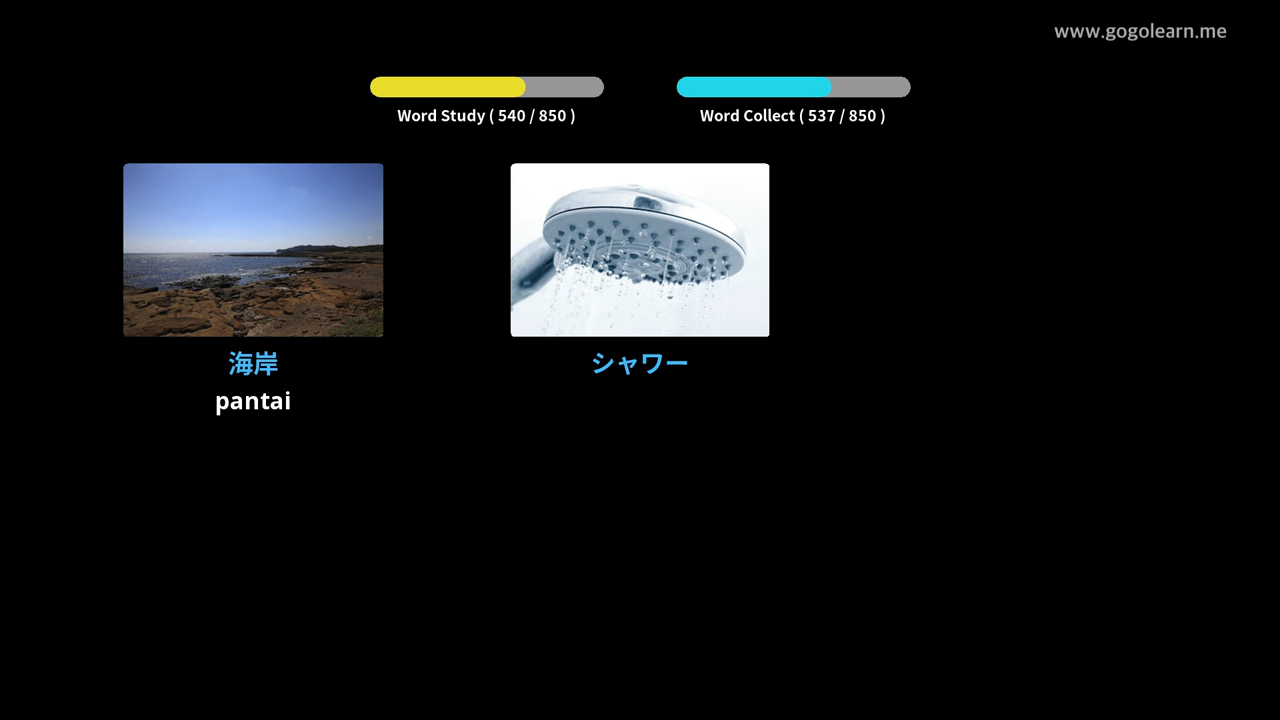 www.gogolearn.me
Word Study ( 540 / 850 )
Word Collect ( 537 / 850 )
海岸
pantai
シャワー